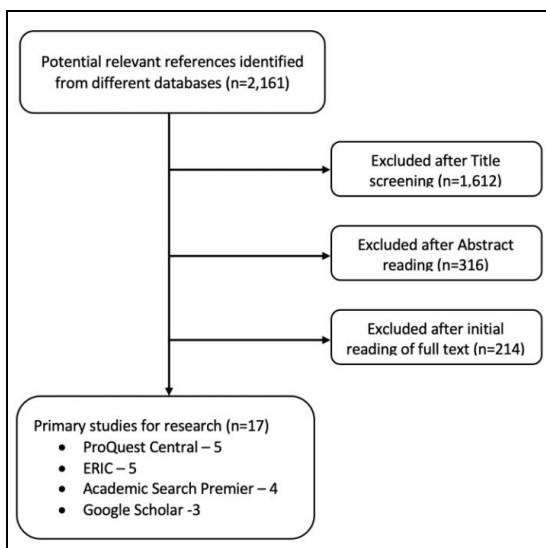 Potential relevant references identified
from different databases (n=2,161)
Excluded after Title
screening (n=1,612)
Excluded after Abstract
reading (n=316)
Excluded after initial
reading of full text (n=214)
Primary studies for research (n=17)
• ProQuest Central – 5
• ERIC – 5
• Academic Search Premier – 4
• Google Scholar -3